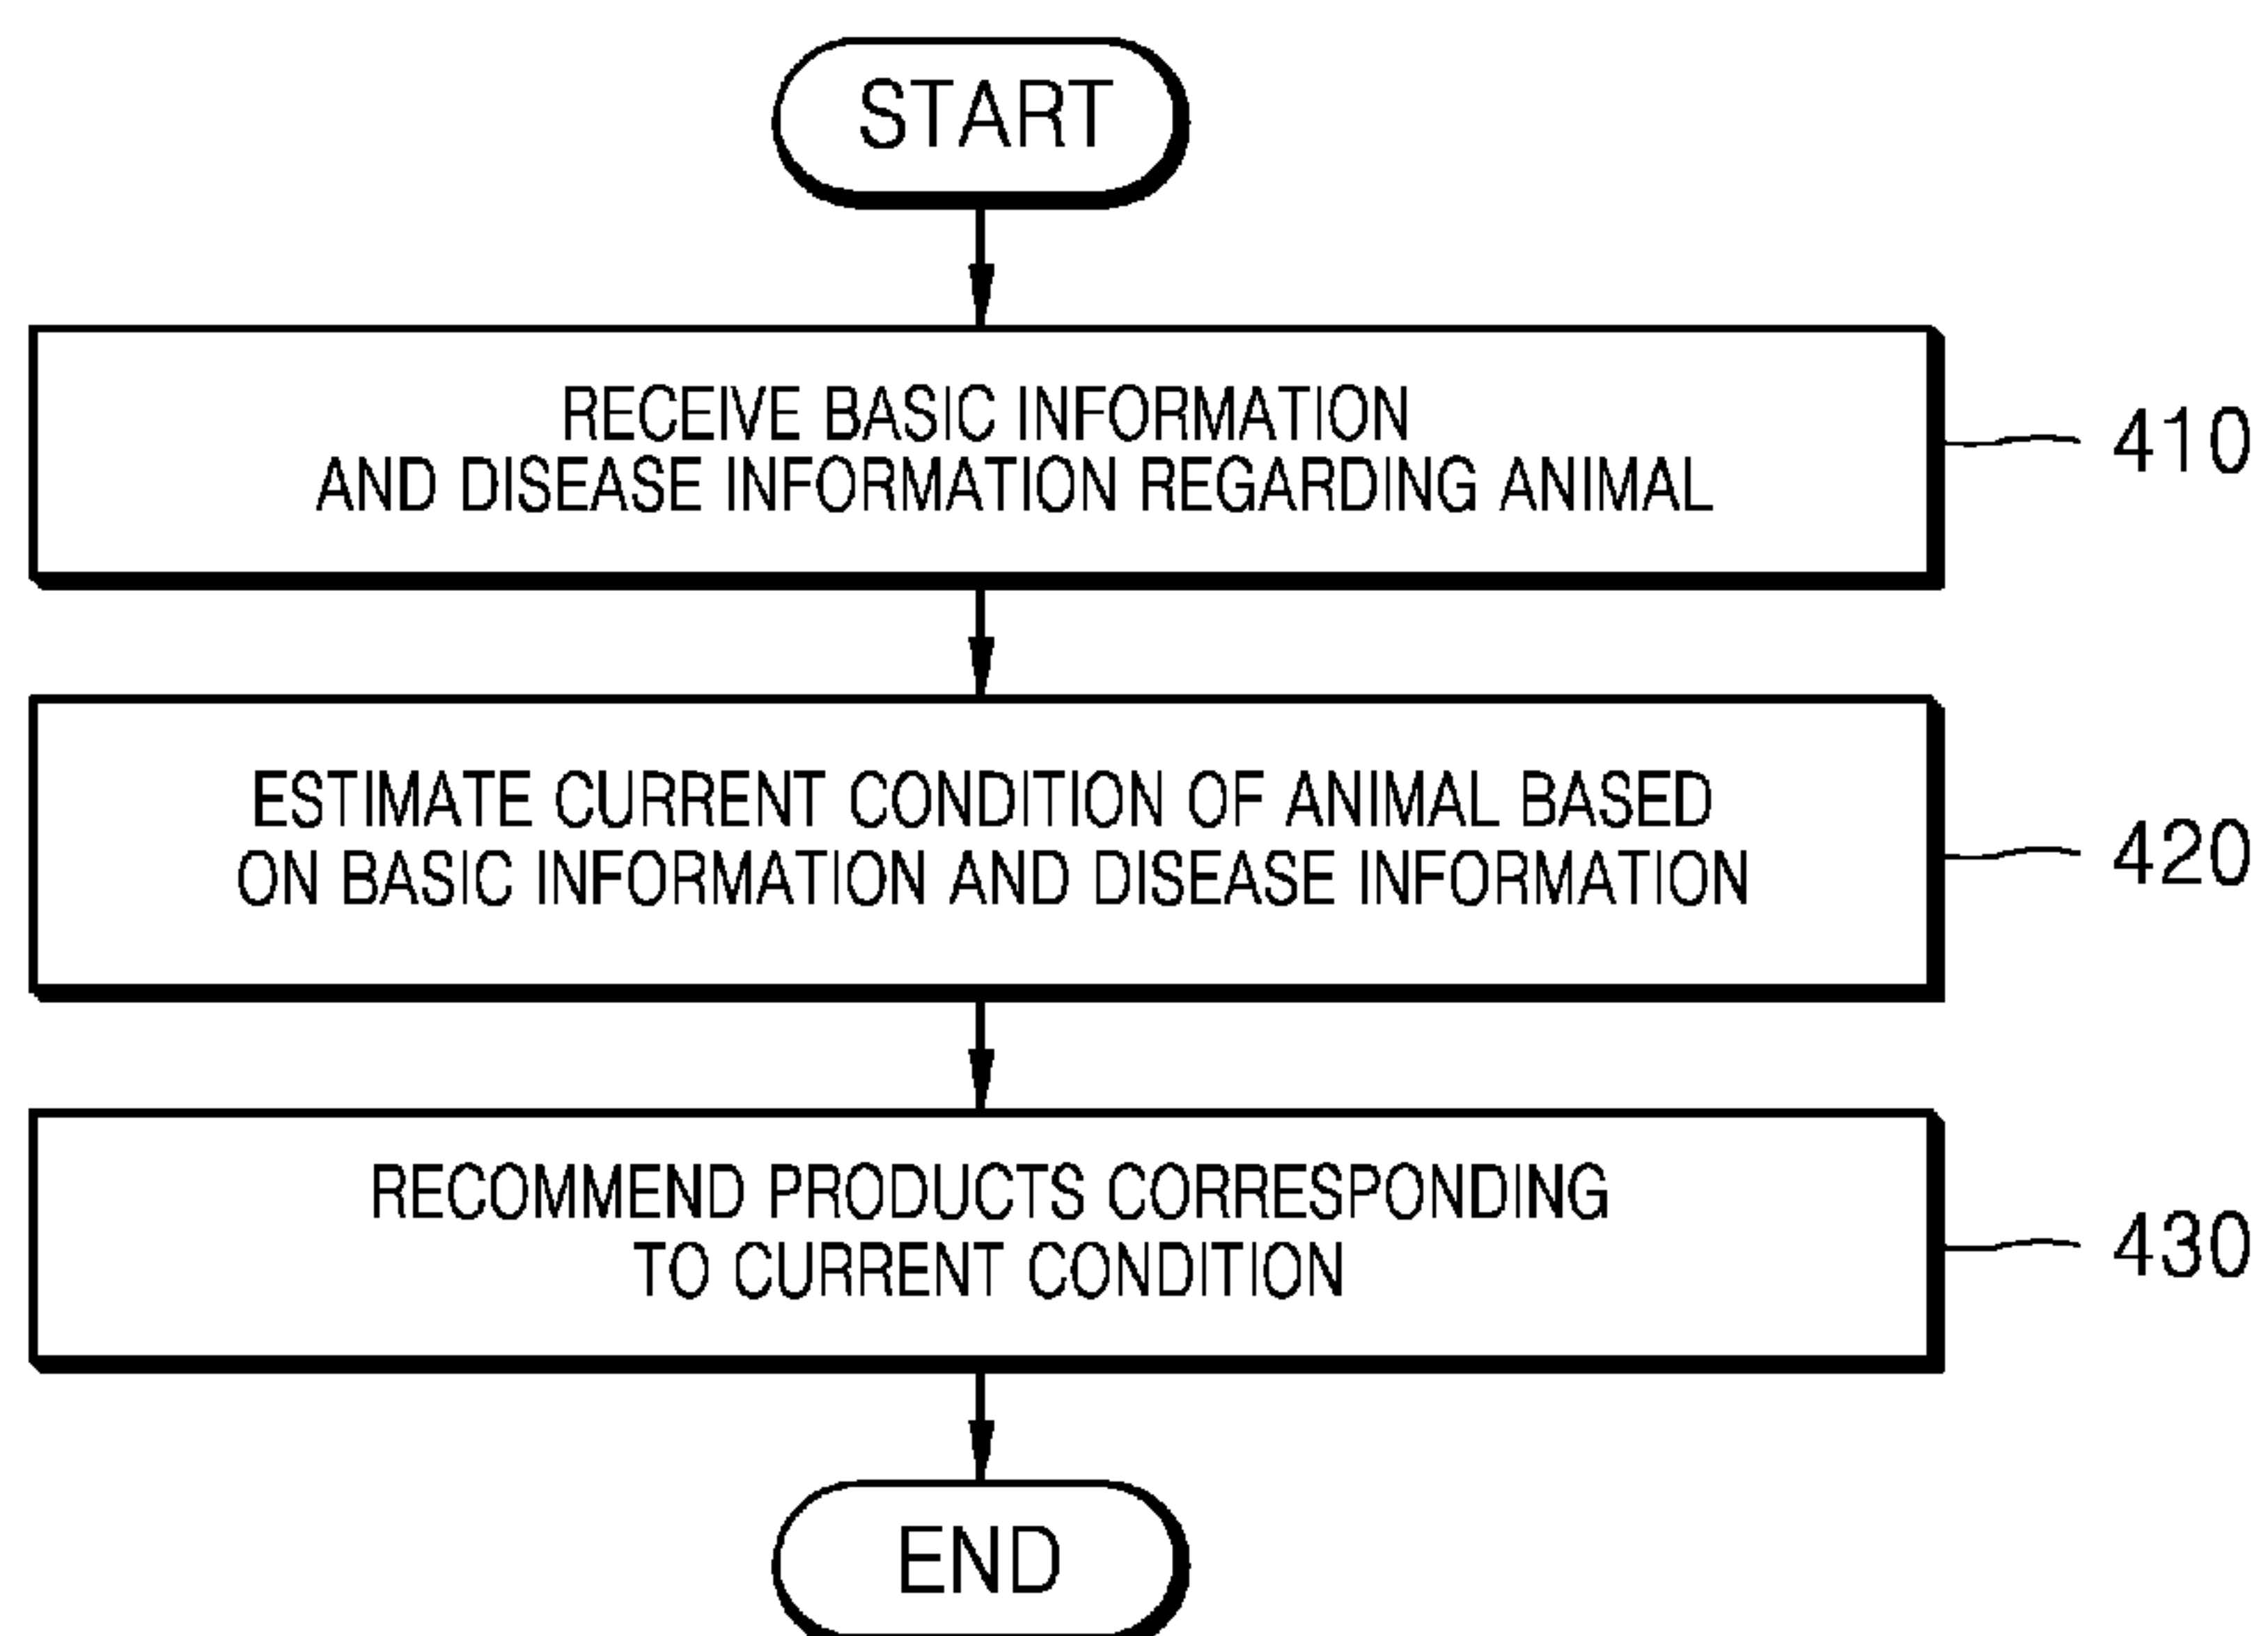 START
RECEIVE BASIC INFORMATION
AND DISEASE INFORMATION REGARDING ANIMAL
410
ESTIMATE CURRENT CONDITION OF ANIMAL BASED
ON BASIC INFORMATION AND DISEASE INFORMATION
420
RECOMMEND PRODUCTS CORRESPONDING
TO CURRENT CONDITION
430
END